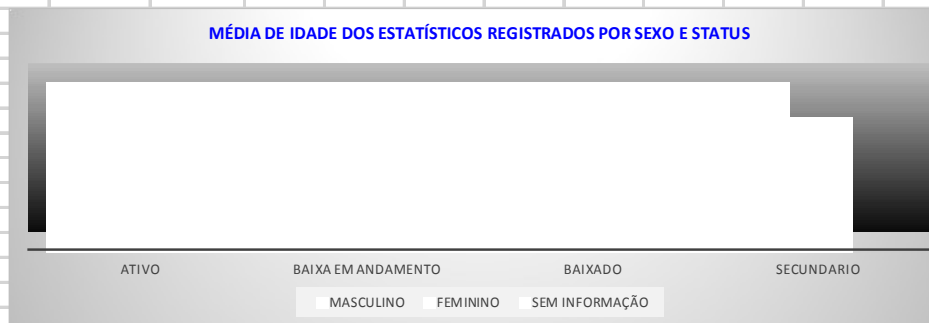 MÉDIA DE IDADE DOS ESTATÍSTICOS REGISTRADOS POR SEXO E STATUS
ATIVO BAIXA EM ANDAMENTO BAIXADO SECUNDARIO
MASCULINO FEMININO SEM INFORMAÇÃO